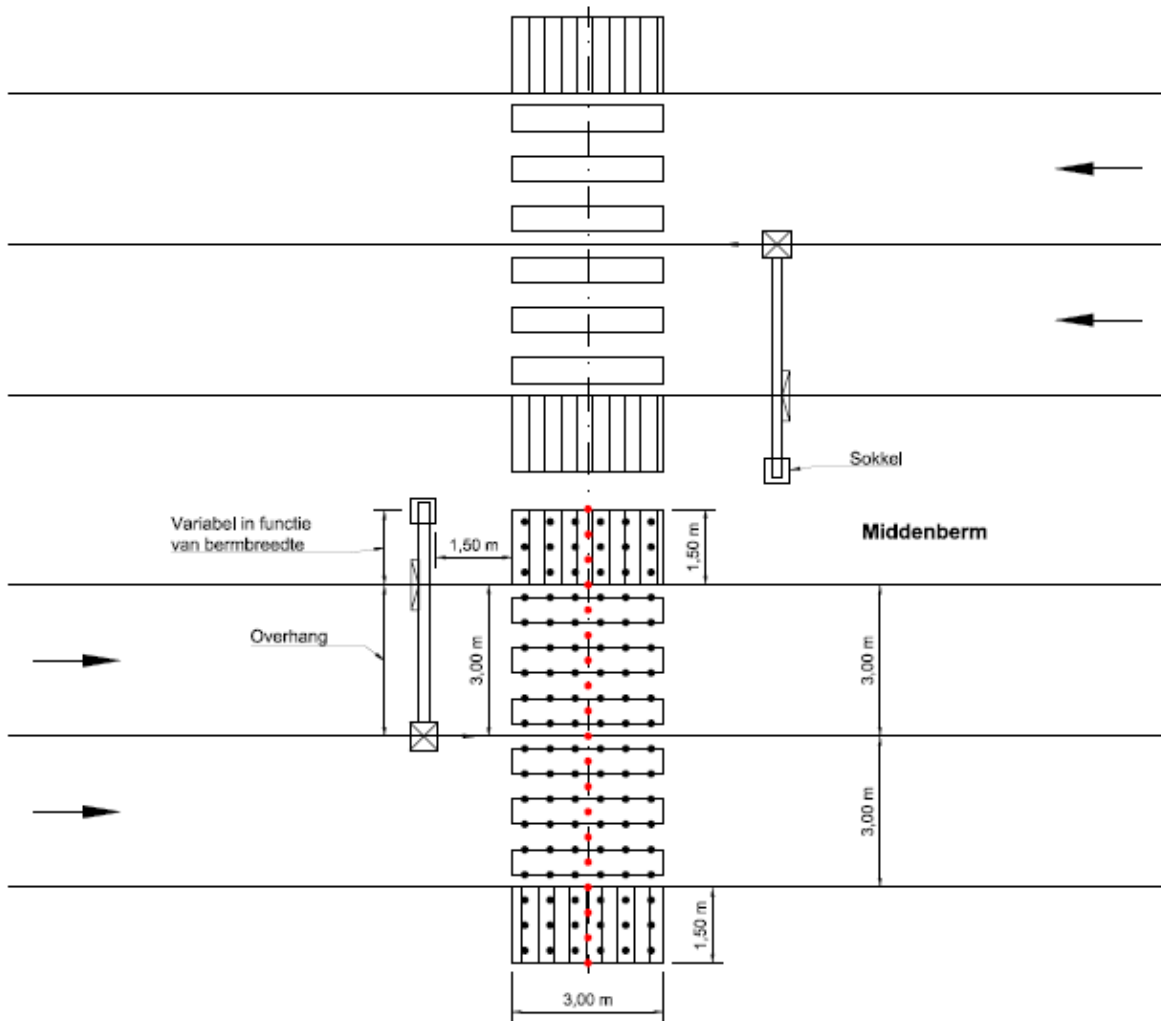 Sokkel
Variabel in functie
van bermbreedte
1,50 m
1,50 m
Middenberm
Overhang
3,00 m
3,00 m
3,00 m
1,50 m
3,00 m